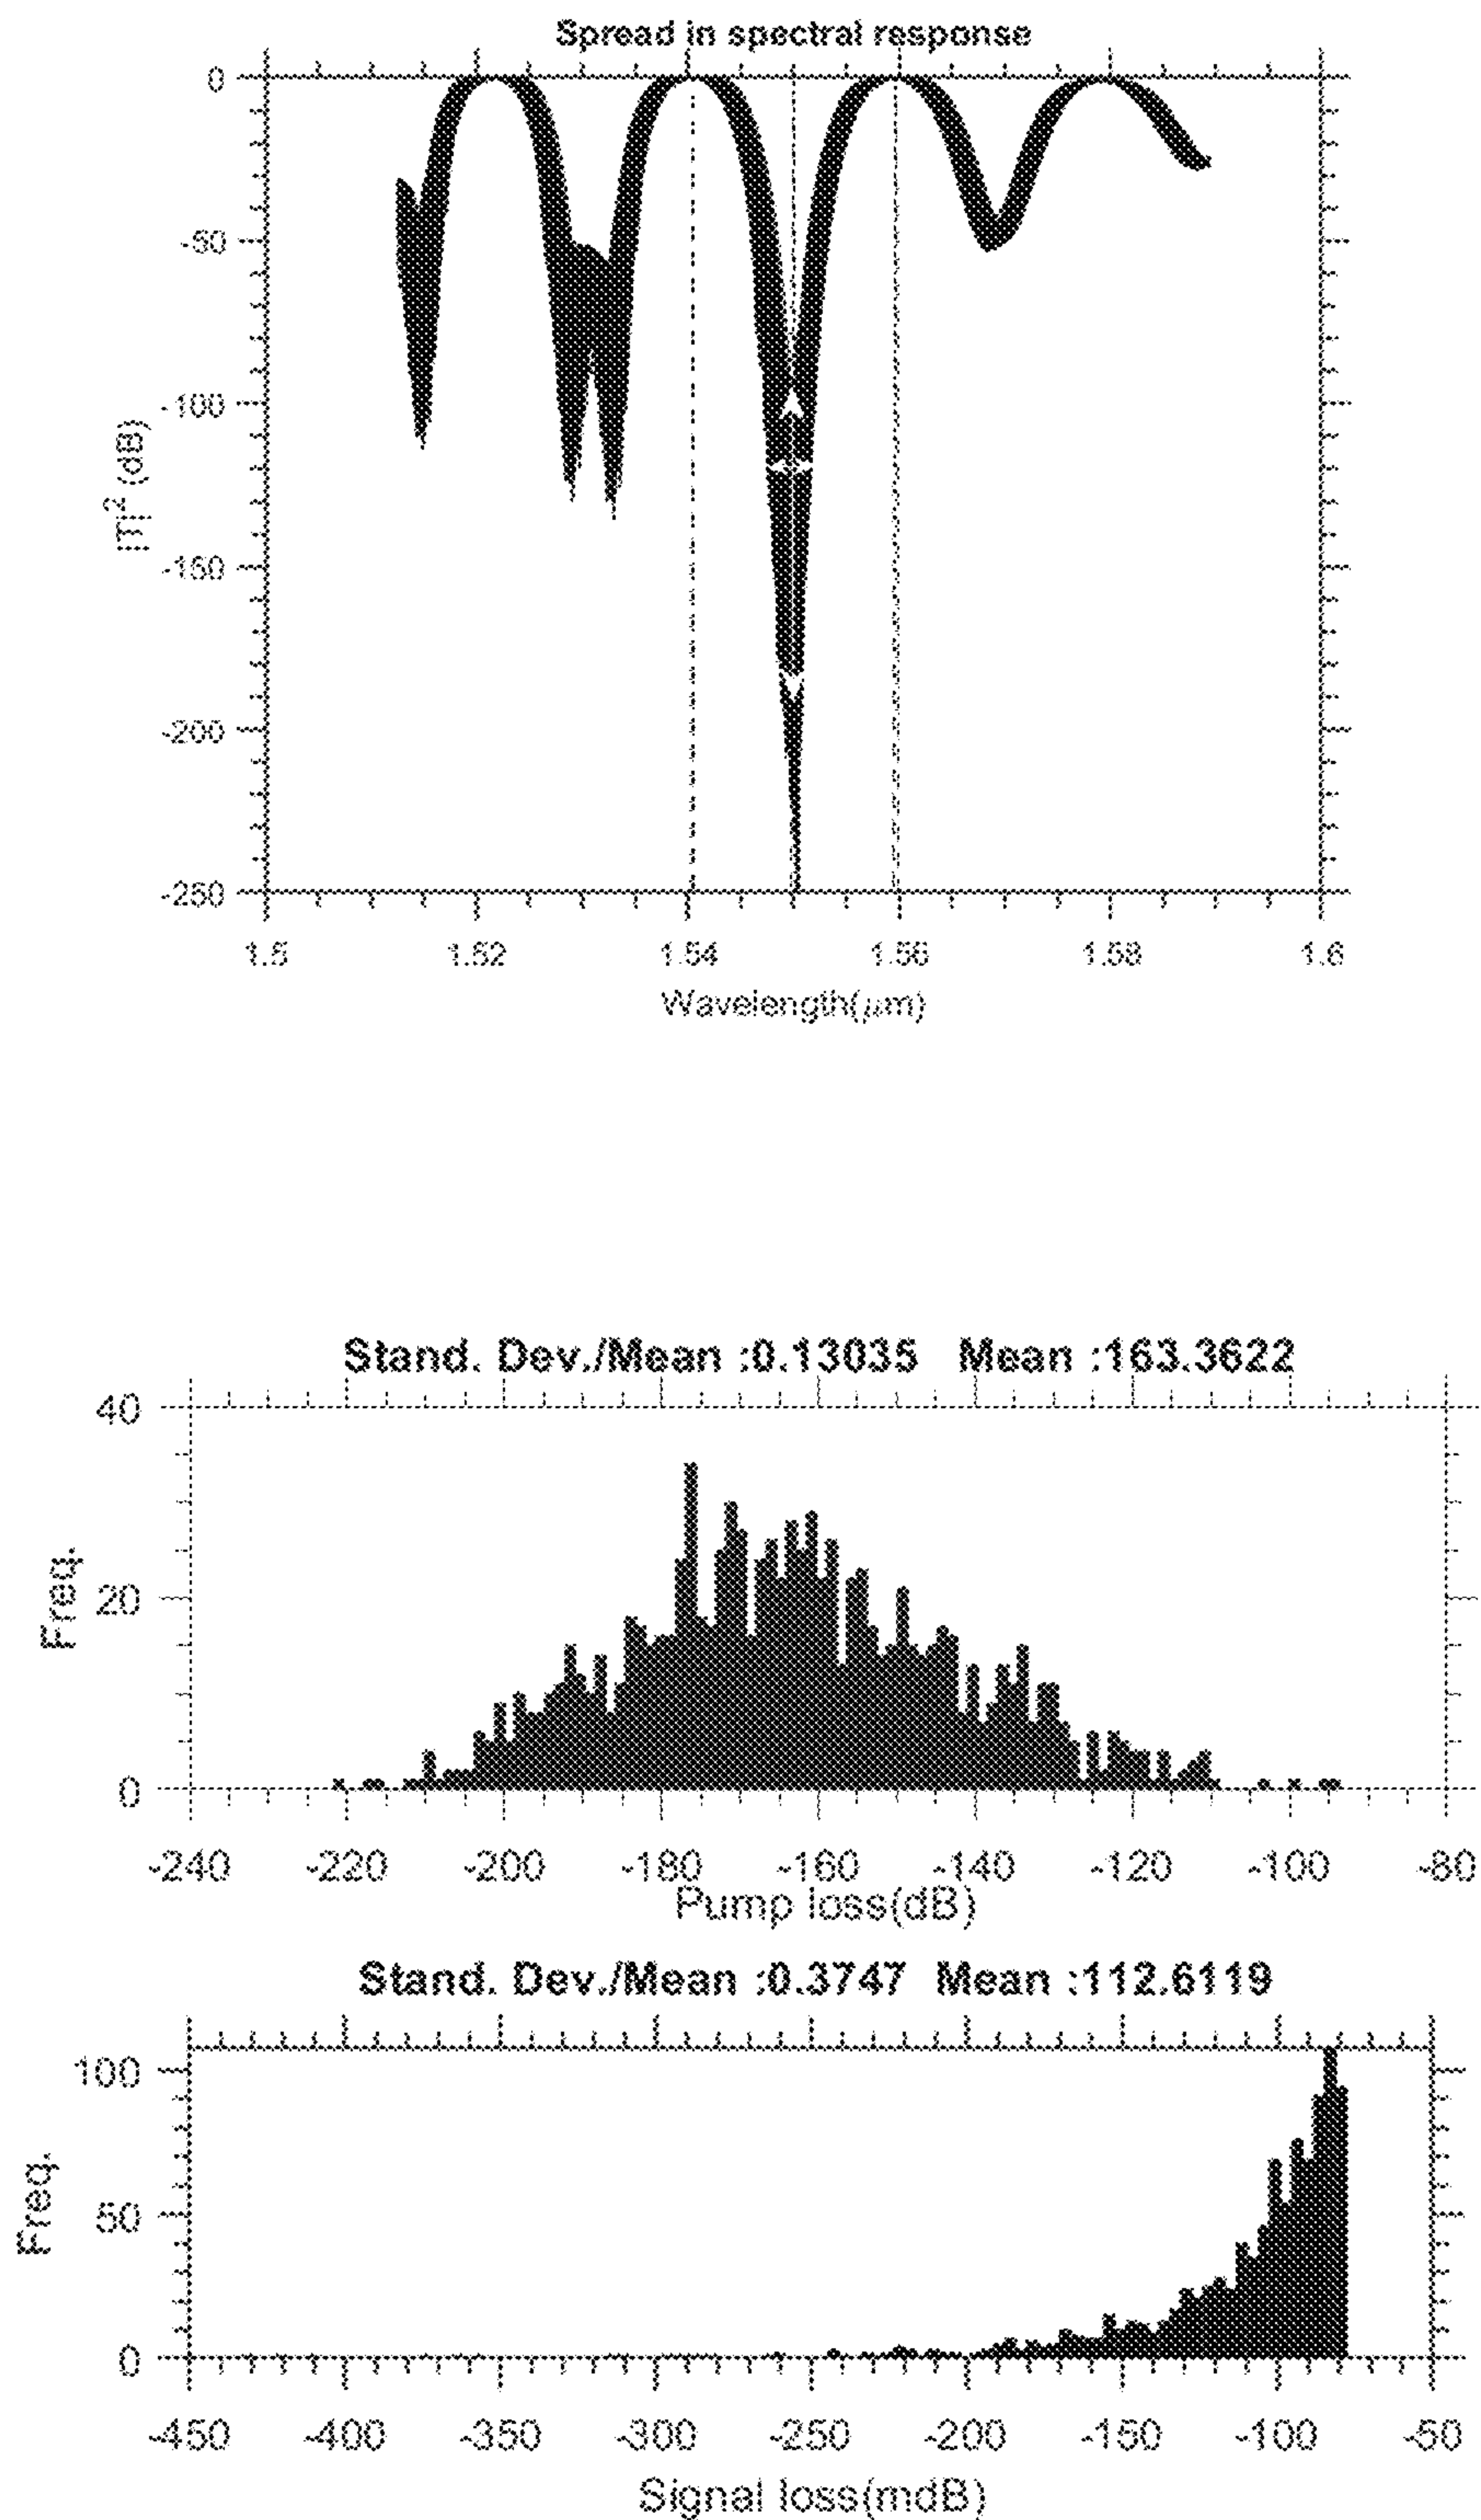 Spread in spectral response
0
-50
-100
-150
-200
-250
|T|² (dB)
1.5 1.52 1.54 1.56 1.58 1.6
Wavelength(μm)
Stand. Dev./Mean :0.13035 Mean :163.3622
40
20
0
Freq.
-240 -220 -200 -180 -160 -140 -120 -100 -80
Pump loss(dB)
Stand. Dev./Mean :0.3747 Mean :112.6119
100
50
0
Freq.
-450 -400 -350 -300 -250 -200 -150 -100 -50
Signal loss(mdB)